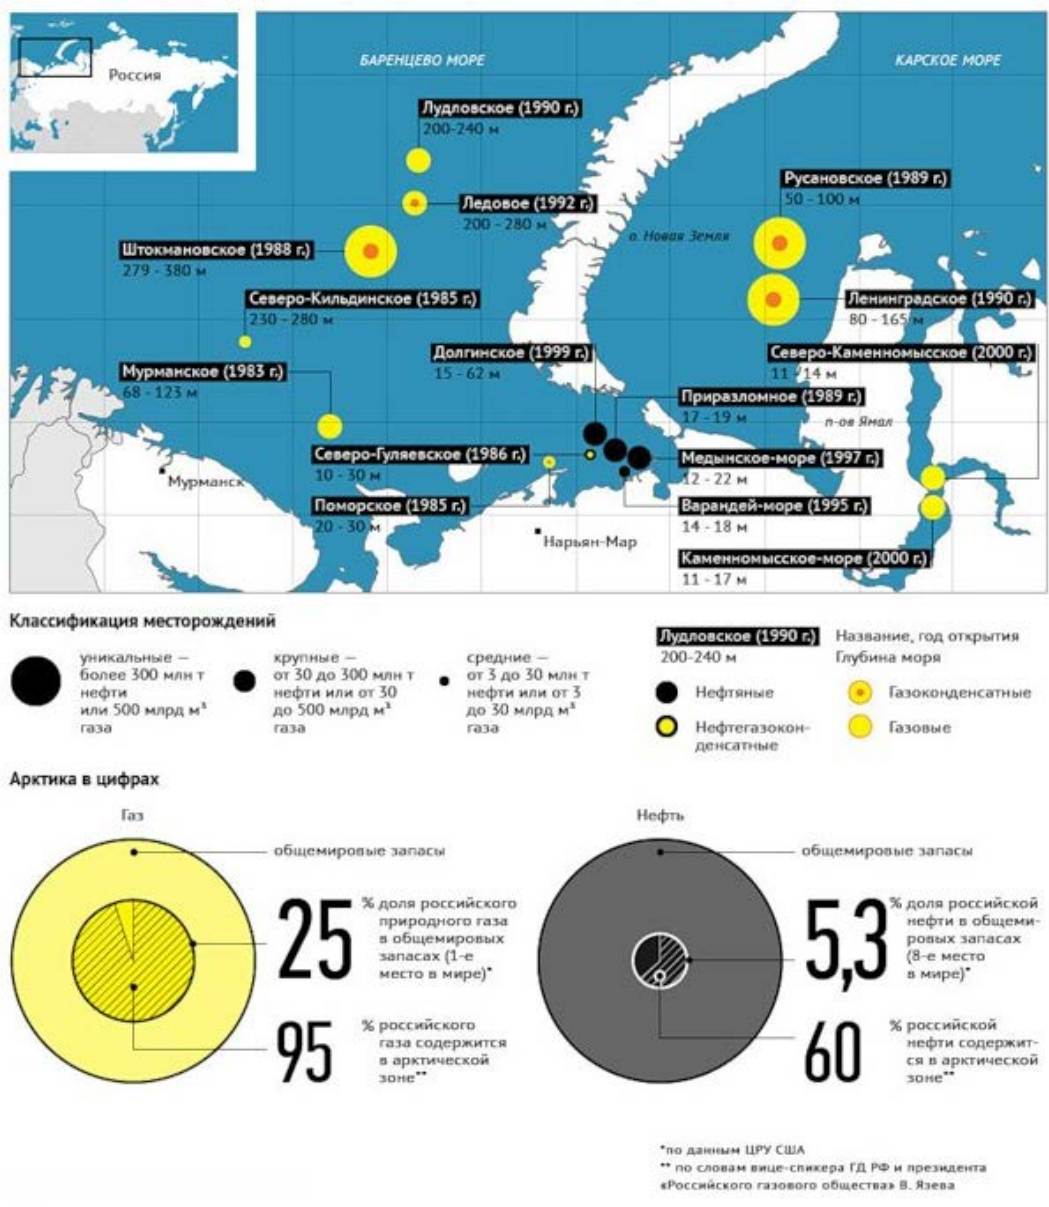 БАРЕНЦЕВО МОРЕ
КАРСКОЕ МОРЕ
Россия
Лудловское (1990 г.)
200-240 м
Русановское (1989 г.)
50 - 100 м
Ледовое (1992 г.)
200 - 280 м
о. Новая Земля
Штокмановское (1988 г.)
279 - 380 м
Северо-Кильдинское (1985 г.)
230 - 280 м
Ленинградское (1990 г.)
80 - 165 м
Долгинское (1999 г.)
15 - 62 м
Северо-Каменномысское (2000 г.)
11 - 14 м
Мурманское (1983 г.)
68 - 123 м
Приразломное (1989 г.)
17 - 19 м
п-ов Ямал
Северо-Гуляевское (1986 г.)
10 - 30 м
Медынское-море (1997 г.)
12 - 22 м
Мурманск
Поморское (1985 г.)
20 - 30 м
Варандей-море (1995 г.)
14 - 18 м
Нарьян-Мар
Каменномысское-море (2000 г.)
11 - 17 м
Классификация месторождений
уникальные —
более 300 млн т
нефти
или 500 млрд м³
газа
крупные —
от 30 до 300 млн т
нефти или от 30
до 500 млрд м³
газа
средние —
от 3 до 30 млн т
нефти или от 3
до 30 млрд м³
газа
Лудловское (1990 г.)
200-240 м
Название, год открытия
Глубина моря
Нефтяные
Газоконденсатные
Нефтегазокон-
денсатные
Газовые
Арктика в цифрах
Газ
общемировые запасы
25
% доля российского
природного газа
в общемировых
запасах (1-е
место в мире)*
95
% российского
газа содержится
в арктической
зоне**
Нефть
общемировые запасы
5,3
% доля российской
нефти в общеми-
ровых запасах
(8-е место
в мире)*
60
% российской
нефти содержит-
ся в арктической
зоне**
*по данным ЦРУ США
** по словам вице-спикера ГД РФ и президента
«Российского газового общества» В. Язева